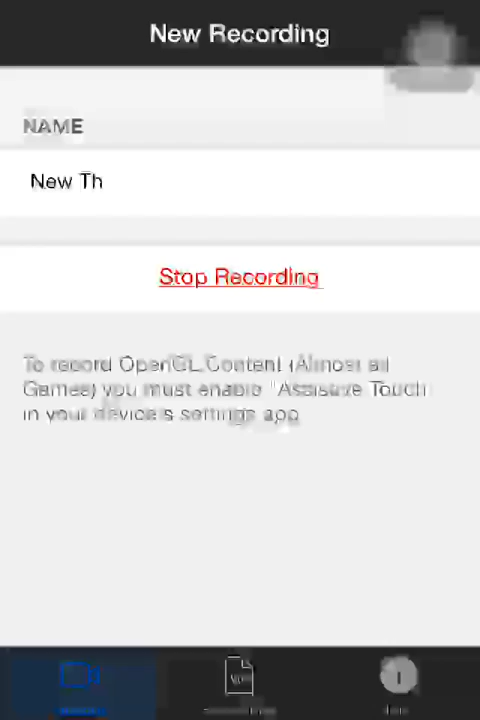 New Recording
NAME
New Th
Stop Recording
To record OpenGL Content (Almost all
Games) you must enable "Assistive Touch"
in your device's settings app